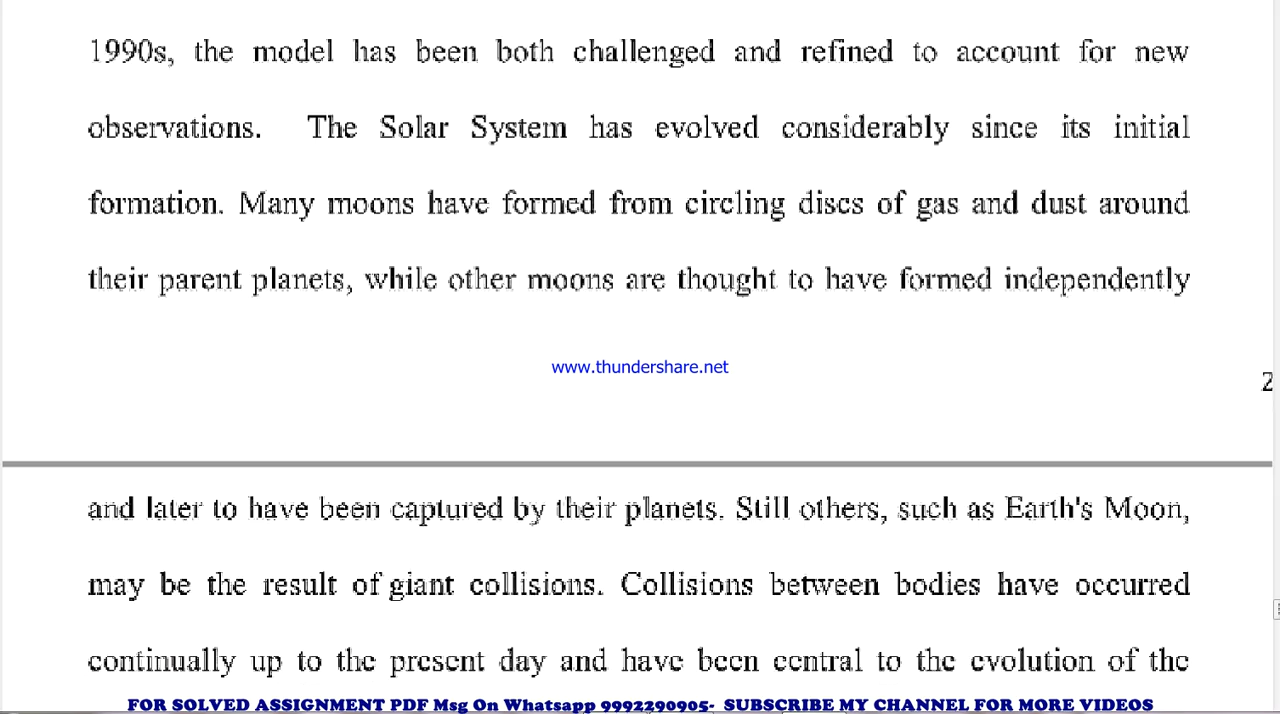 1990s, the model has been both challenged and refined to account for new
observations. The Solar System has evolved considerably since its initial
formation. Many moons have formed from circling discs of gas and dust around
their parent planets, while other moons are thought to have formed independently
www.thundershare.net
2
and later to have been captured by their planets. Still others, such as Earth's Moon,
may be the result of giant collisions. Collisions between bodies have occurred
continually up to the present day and have been central to the evolution of the
FOR SOLVED ASSIGNMENT PDF Msg On Whatsapp 9992290905- SUBSCRIBE MY CHANNEL FOR MORE VIDEOS